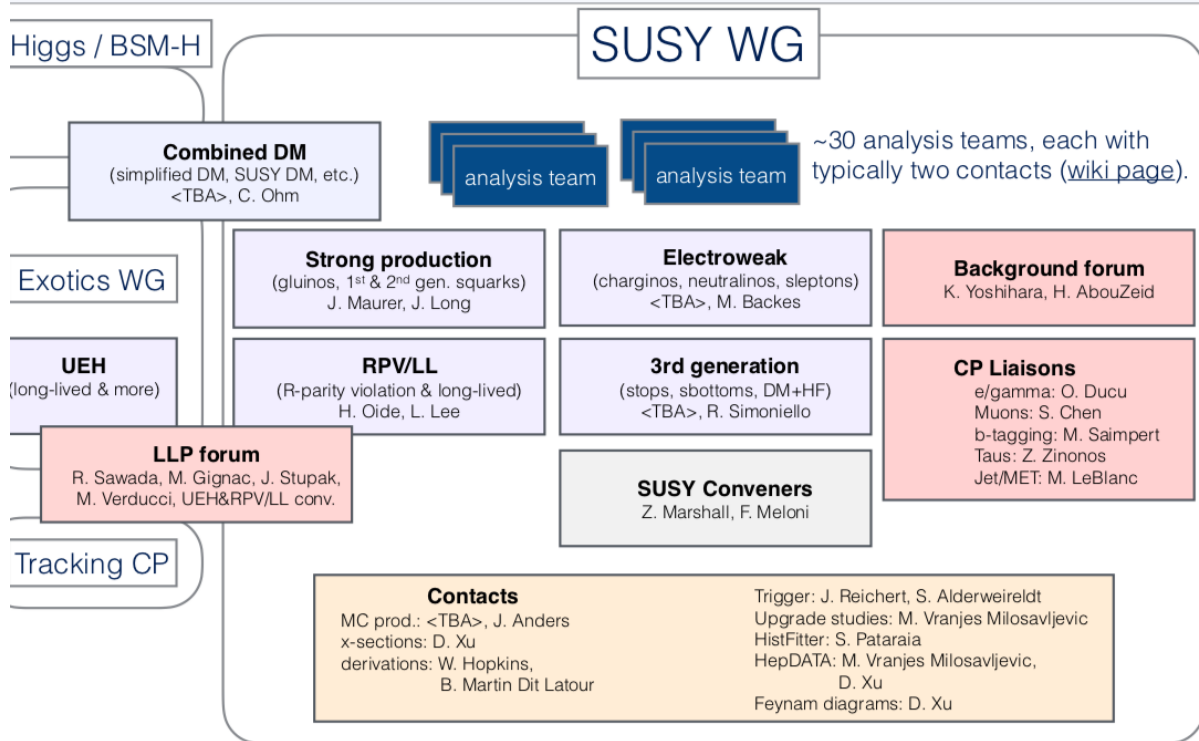 Higgs / BSM-H
SUSY WG
Combined DM
(simplified DM, SUSY DM, etc.)
<TBA>, C. Ohm
analysis team
analysis team
~30 analysis teams, each with
typically two contacts (wiki page).
Exotics WG
Strong production
(gluinos, 1st & 2nd gen. squarks)
J. Maurer, J. Long
Electroweak
(charginos, neutralinos, sleptons)
<TBA>, M. Backes
Background forum
K. Yoshihara, H. AbouZeid
UEH
(long-lived & more)
RPV/LL
(R-parity violation & long-lived)
H. Oide, L. Lee
3rd generation
(stops, sbottoms, DM+HF)
<TBA>, R. Simoniello
CP Liaisons
e/gamma: O. Ducu
Muons: S. Chen
b-tagging: M. Saimpert
Taus: Z. Zinonos
Jet/MET: M. LeBlanc
LLP forum
R. Sawada, M. Gignac, J. Stupak,
M. Verducci, UEH&RPV/LL conv.
SUSY Conveners
Z. Marshall, F. Meloni
Tracking CP
Contacts
MC prod.: <TBA>, J. Anders
x-sections: D. Xu
derivations: W. Hopkins,
B. Martin Dit Latour
Trigger: J. Reichert, S. Alderweireldt
Upgrade studies: M. Vranjes Milosavljevic
HistFitter: S. Pataraia
HepDATA: M. Vranjes Milosavljevic,
D. Xu
Feynam diagrams: D. Xu